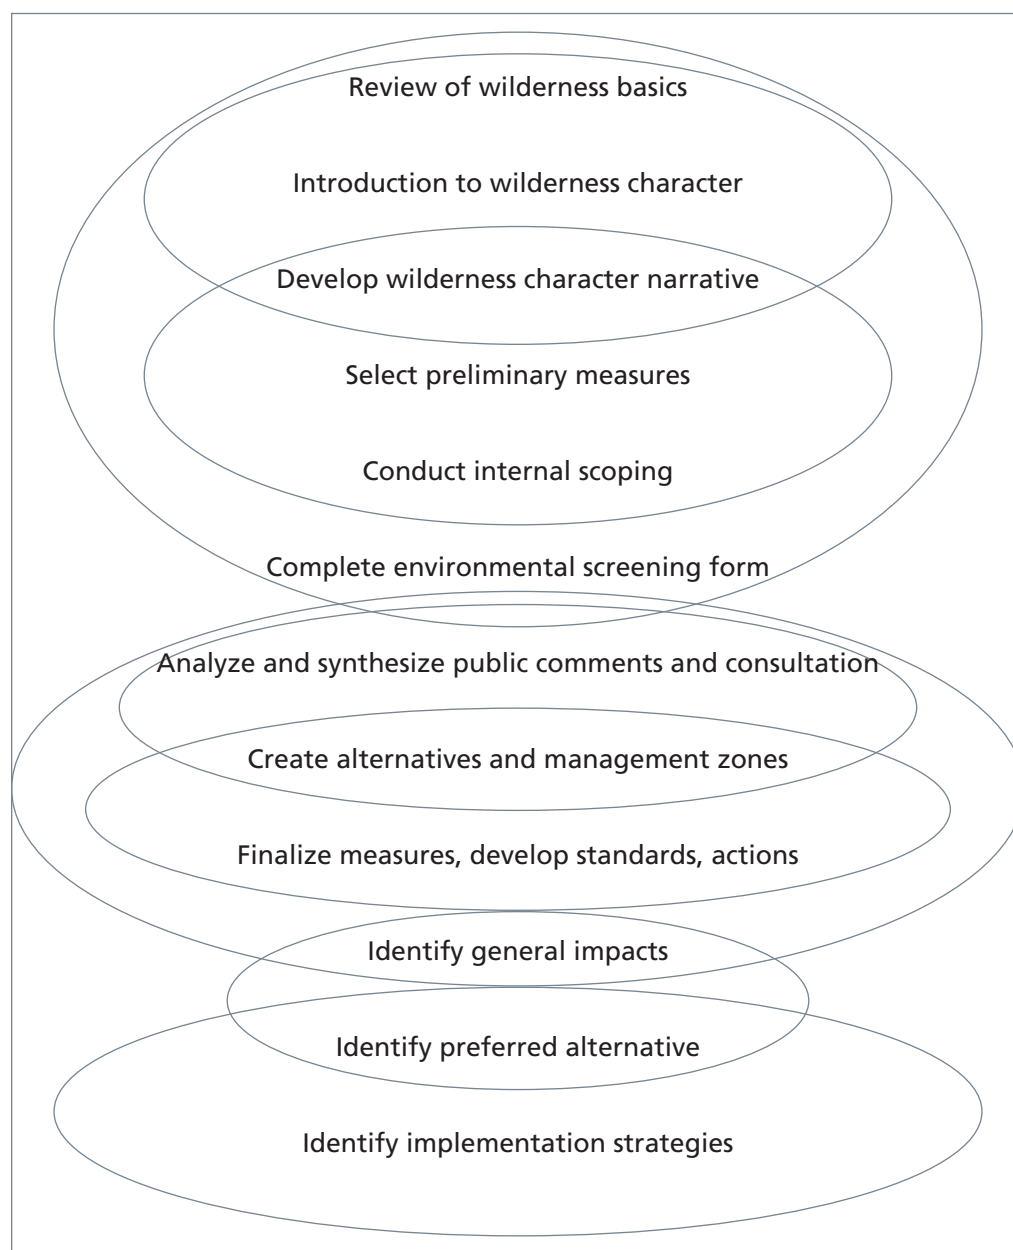 Review of wilderness basics
Introduction to wilderness character
Develop wilderness character narrative
Select preliminary measures
Conduct internal scoping
Complete environmental screening form
Analyze and synthesize public comments and consultation
Create alternatives and management zones
Finalize measures, develop standards, actions
Identify general impacts
Identify preferred alternative
Identify implementation strategies